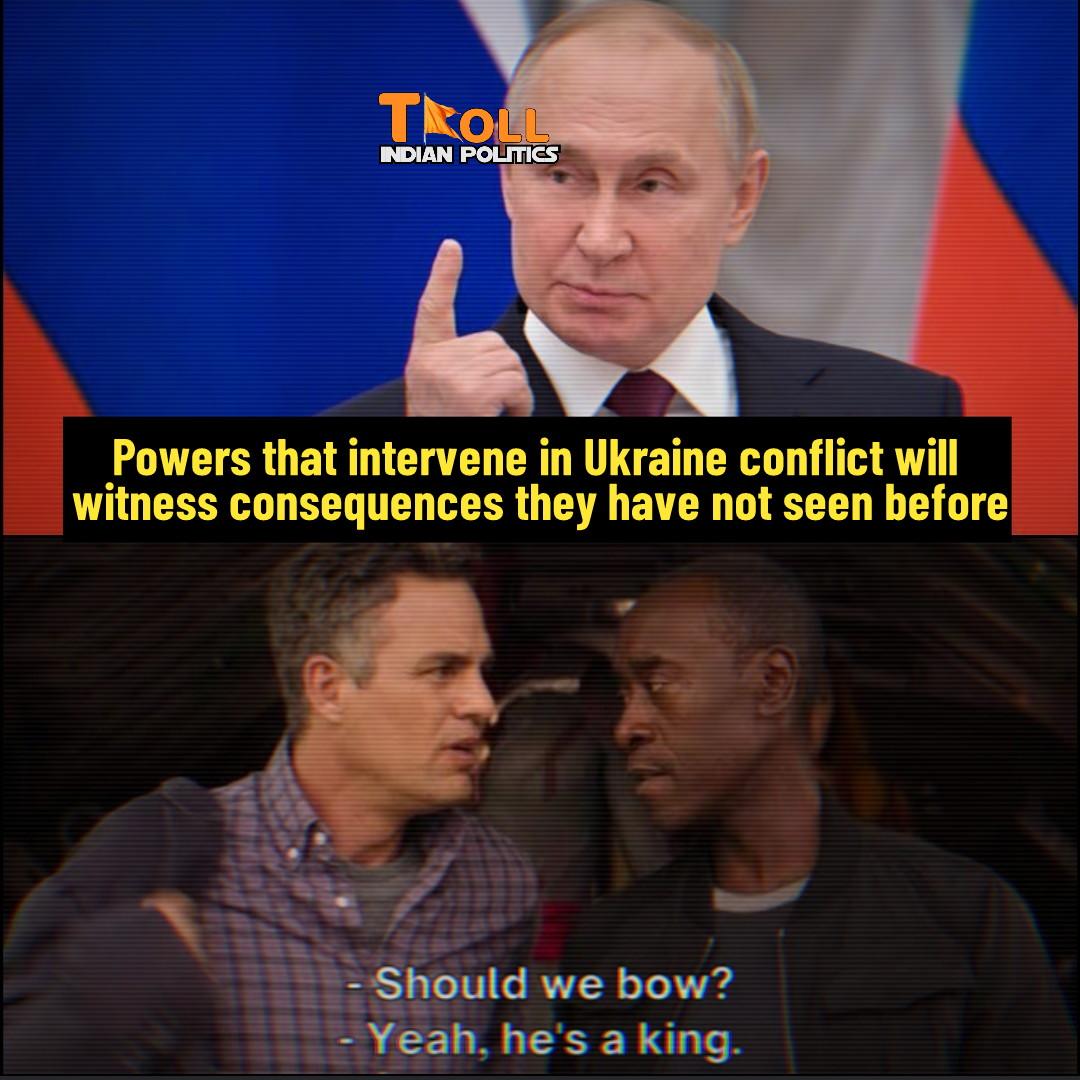 TROLL
INDIAN POLITICS
Powers that intervene in Ukraine conflict will
witness consequences they have not seen before
- Should we bow?
- Yeah, he's a king.